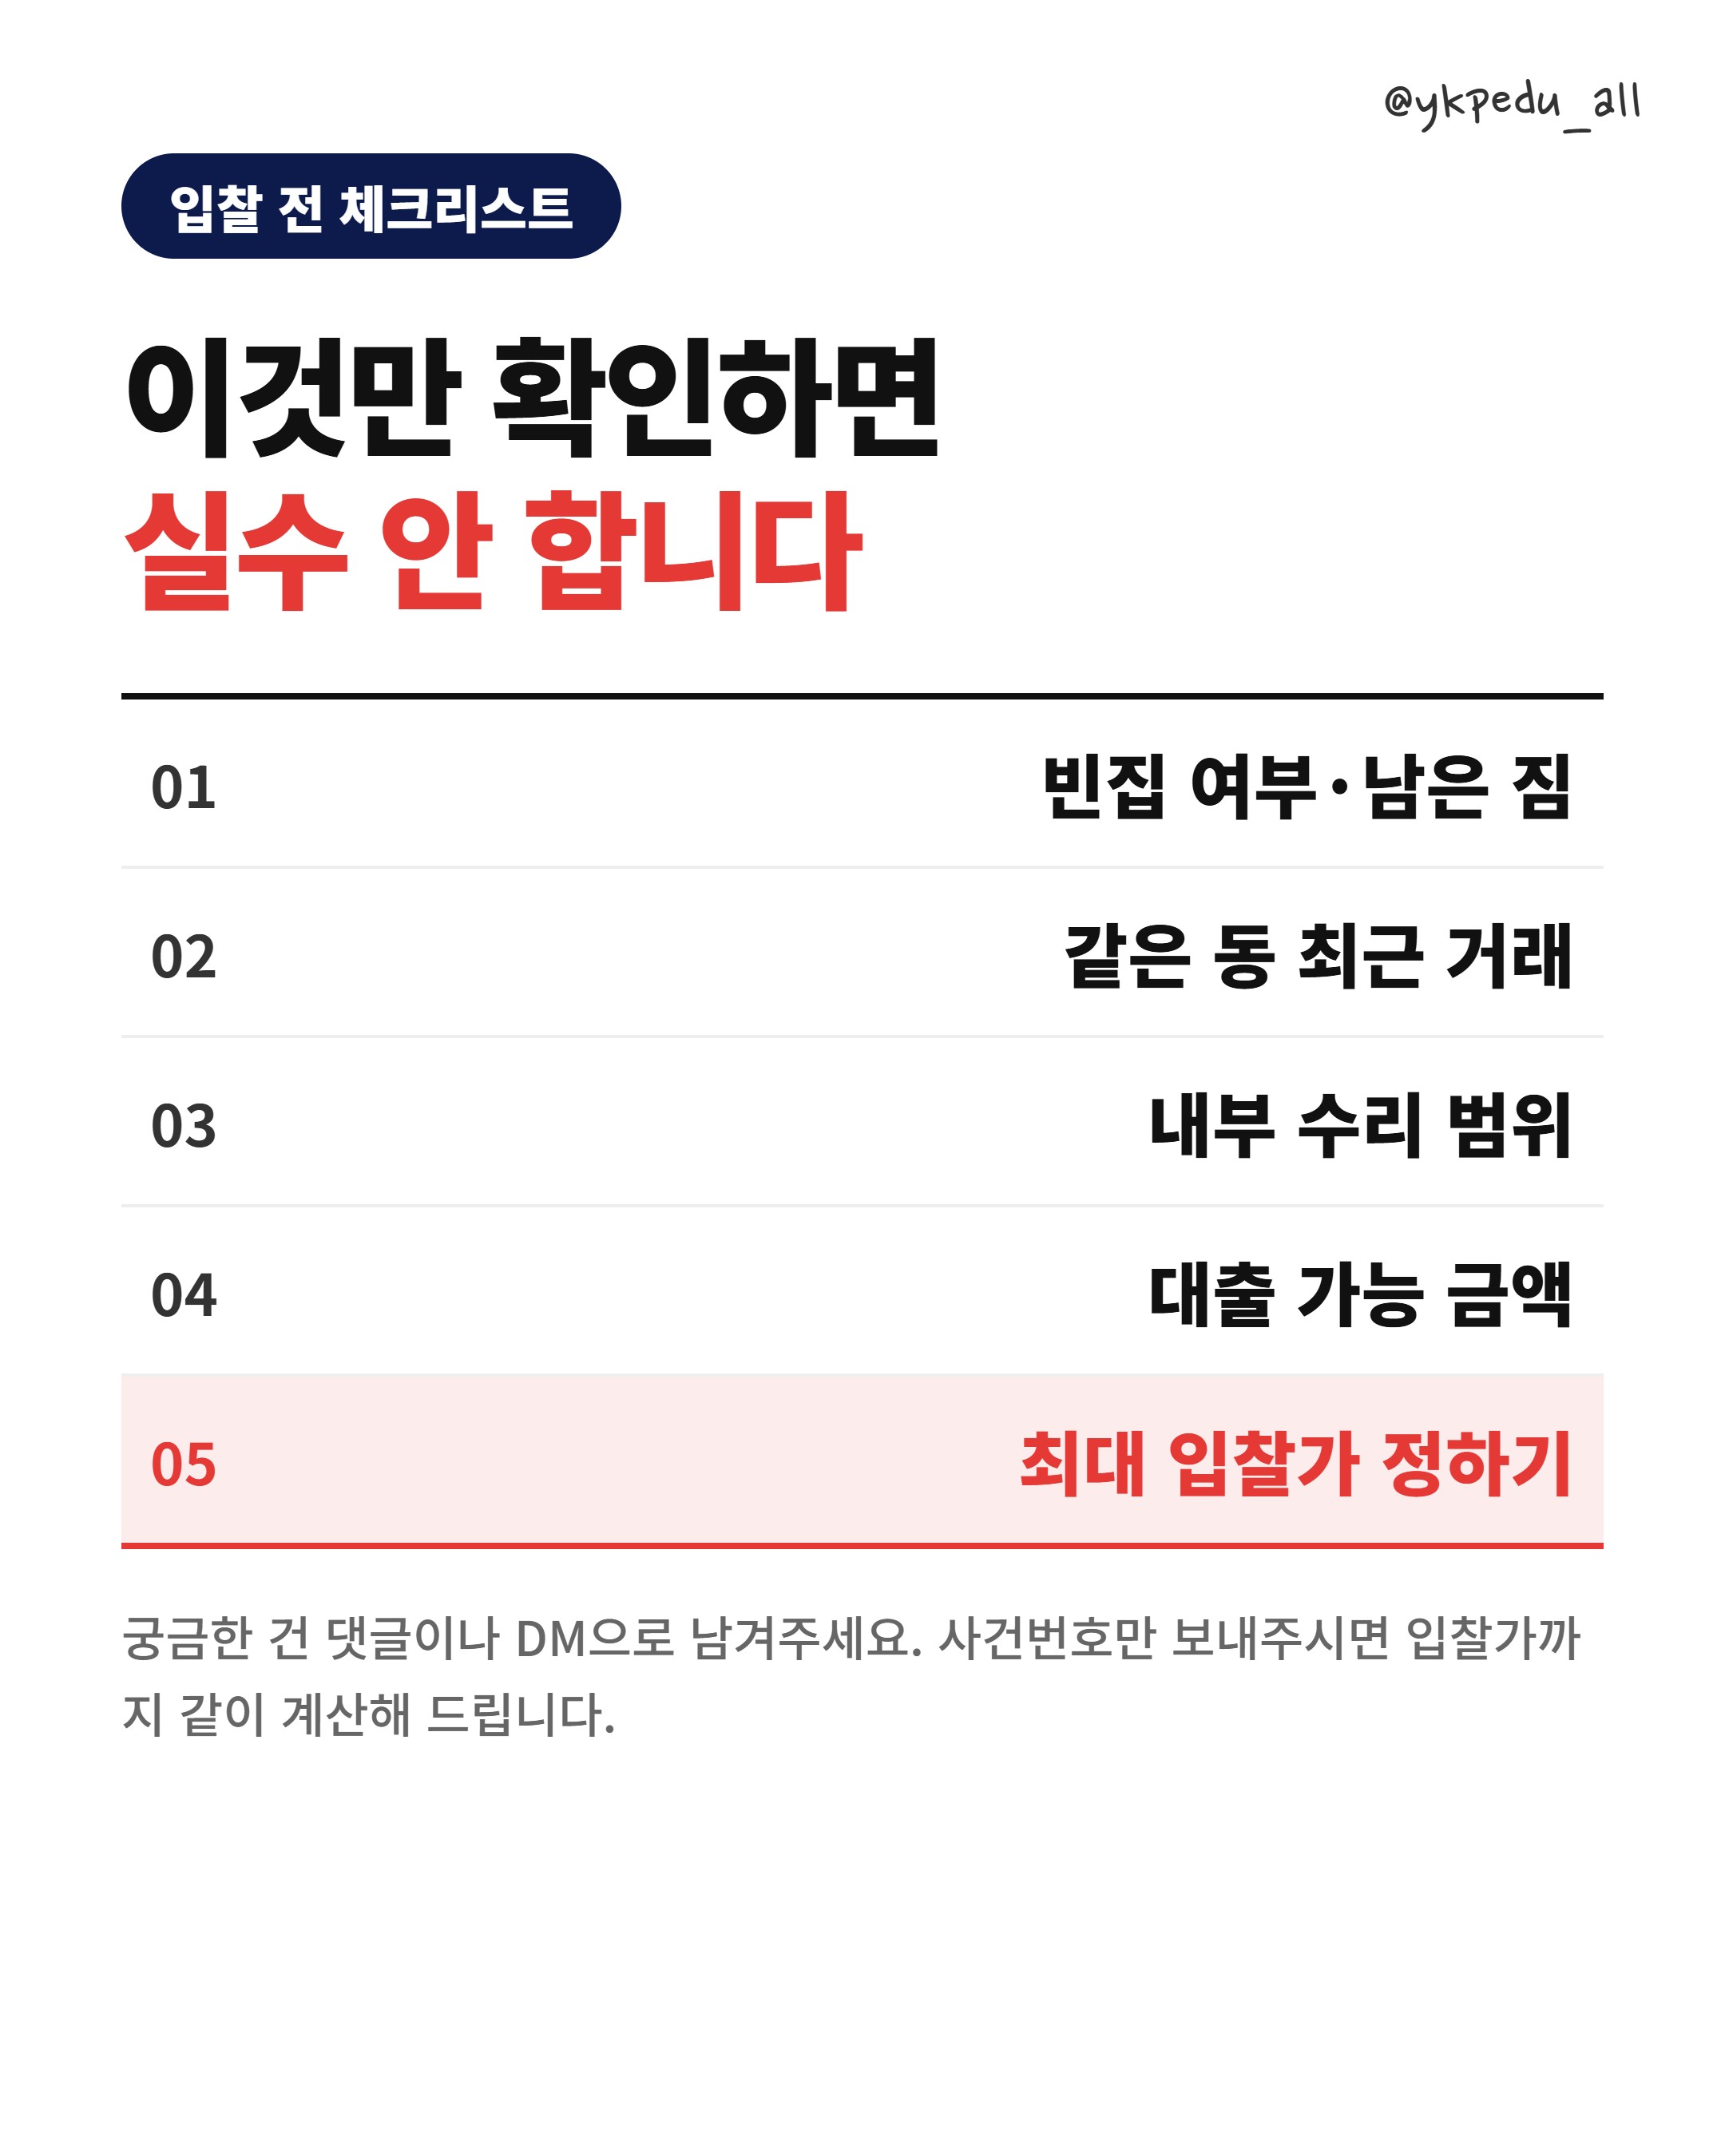 @ykpedu_all
입찰 전 체크리스트
이것만 확인하면
실수 안 합니다
01 빈집 여부·남은 짐
02 같은 동 최근 거래
03 내부 수리 범위
04 대출 가능 금액
05 최대 입찰가 정하기
궁금한 건 댓글이나 DM으로 남겨주세요. 사건번호만 보내주시면 입찰가까
지 같이 계산해 드립니다.